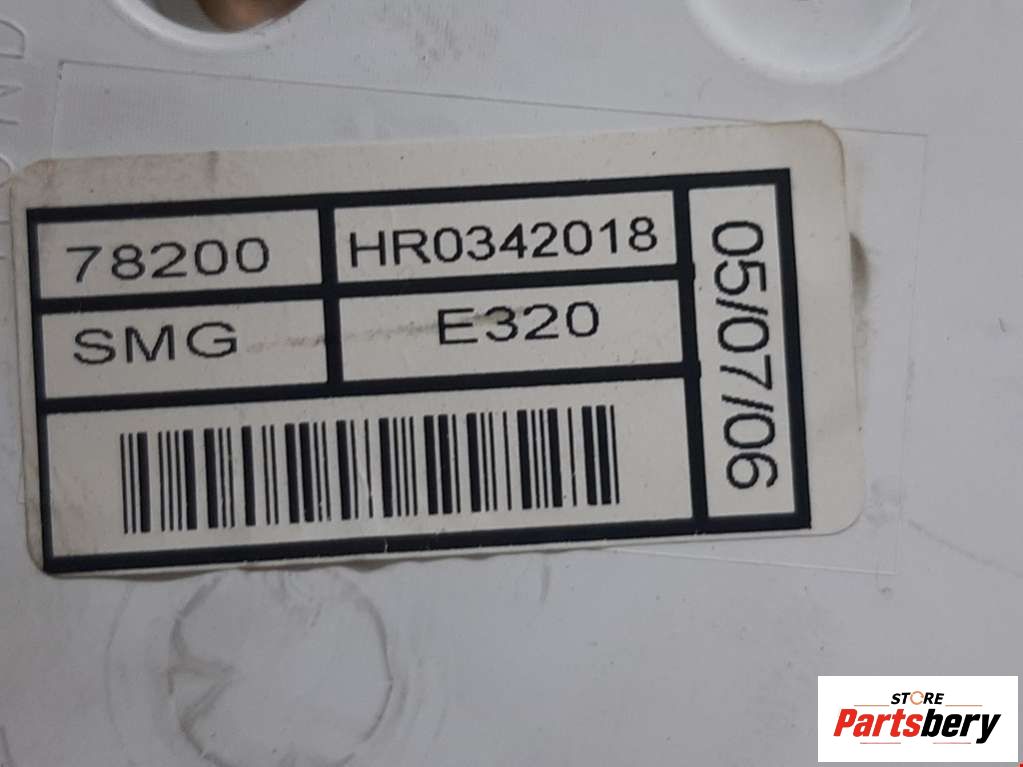 78200
HR0342018
SMG
E320
05/07/06
STORE
Partsbery